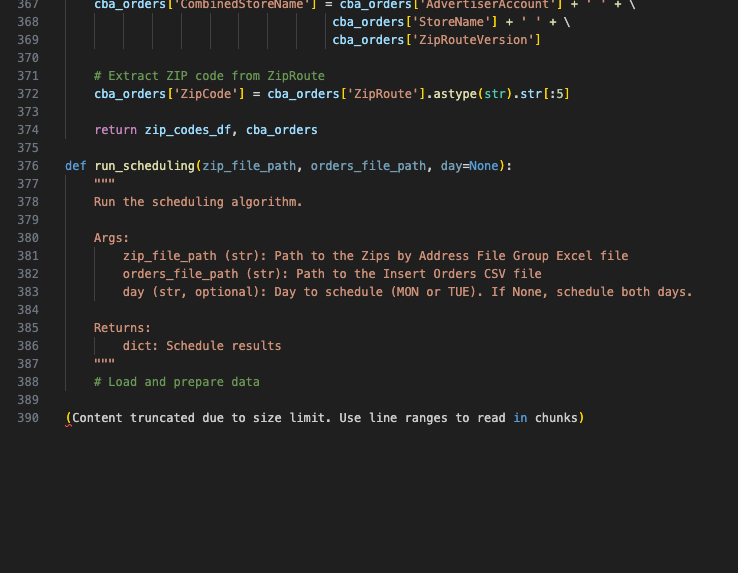 367 cba_orders['CombinedStoreName'] = cba_orders['AdvertiserAccount'] + ' ' + \
368 cba_orders['StoreName'] + ' ' + \
369 cba_orders['ZipRouteVersion']
370
371 # Extract ZIP code from ZipRoute
372 cba_orders['ZipCode'] = cba_orders['ZipRoute'].astype(str).str[:5]
373
374 return zip_codes_df, cba_orders
375
376 def run_scheduling(zip_file_path, orders_file_path, day=None):
377 """
378 Run the scheduling algorithm.
379
380 Args:
381 zip_file_path (str): Path to the Zips by Address File Group Excel file
382 orders_file_path (str): Path to the Insert Orders CSV file
383 day (str, optional): Day to schedule (MON or TUE). If None, schedule both days.
384
385 Returns:
386 dict: Schedule results
387 """
388 # Load and prepare data
389
390 (Content truncated due to size limit. Use line ranges to read in chunks)